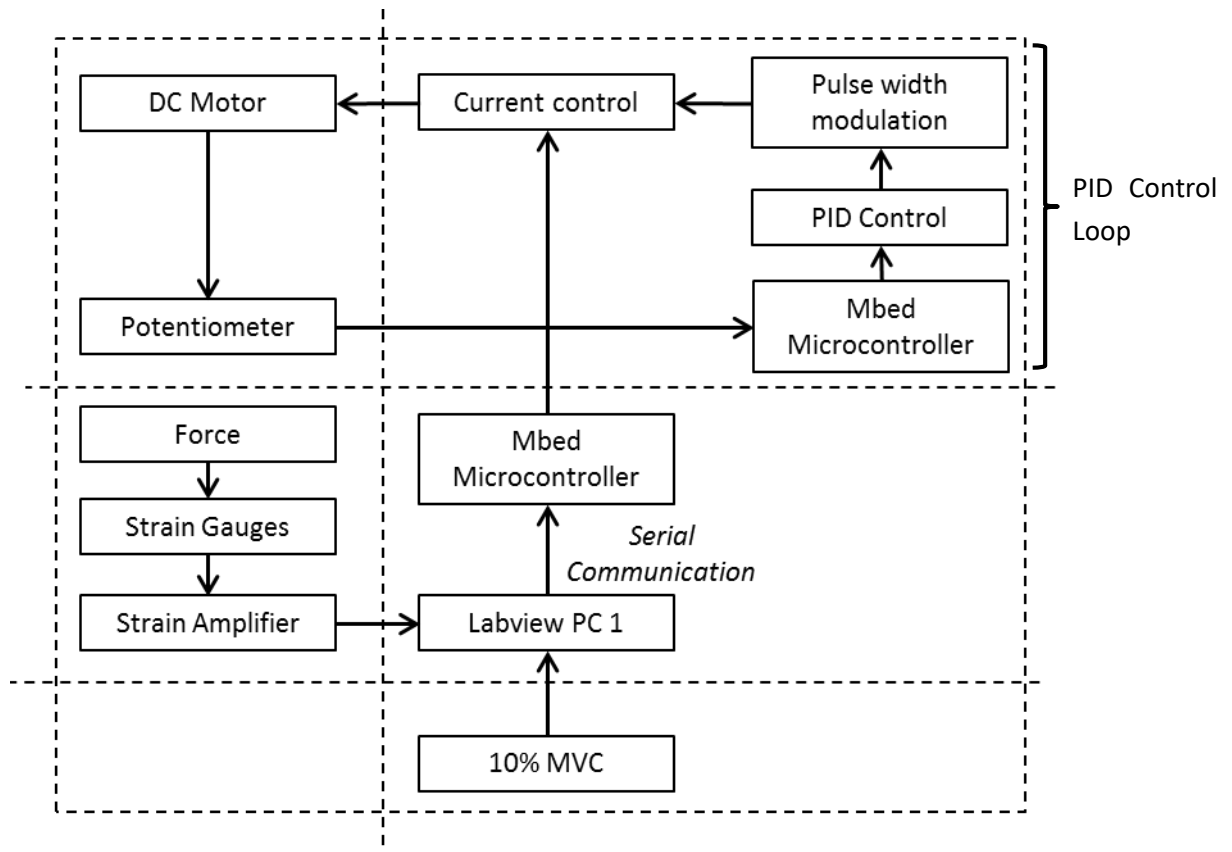 DC Motor
Current control
Pulse width
modulation
PID Control
Loop
PID Control
Potentiometer
Mbed
Microcontroller
Force
Mbed
Microcontroller
Strain Gauges
Serial
Communication
Strain Amplifier
Labview PC 1
10% MVC